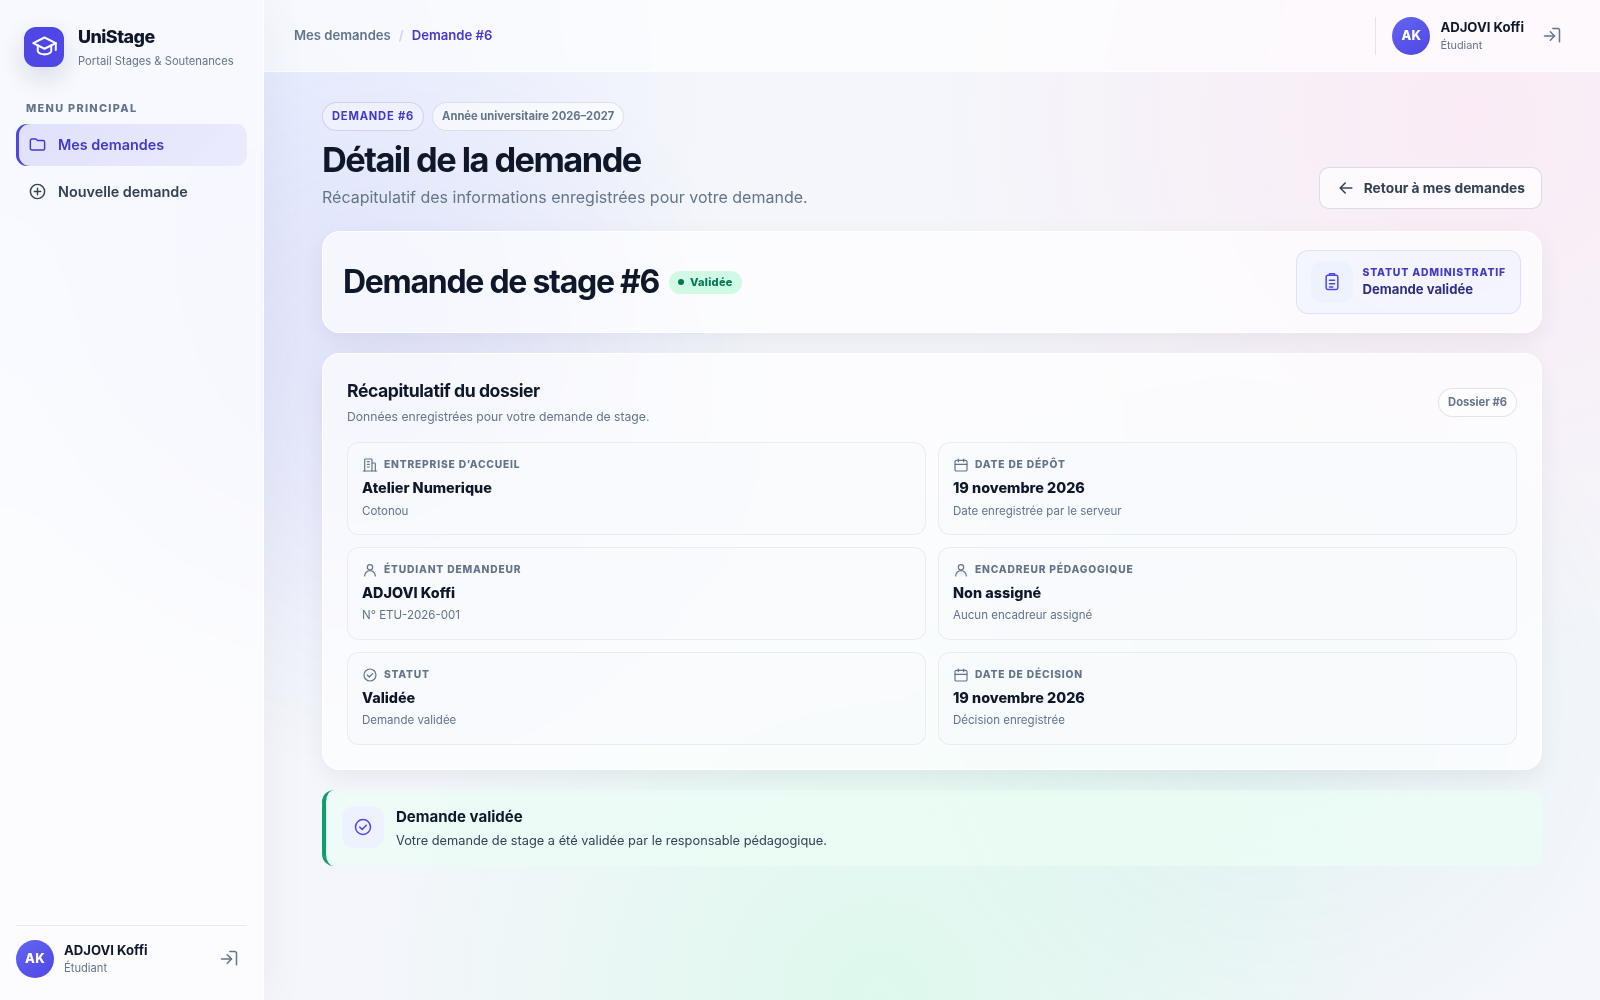 UniStage
Portail Stages & Soutenances
MENU PRINCIPAL
Mes demandes
Nouvelle demande
ADJOVI Koffi
Étudiant
AK
Mes demandes / Demande #6
AK
ADJOVI Koffi
Étudiant
DEMANDE #6
Année universitaire 2026–2027
Détail de la demande
Récapitulatif des informations enregistrées pour votre demande.
Retour à mes demandes
Demande de stage #6
Validée
STATUT ADMINISTRATIF
Demande validée
Récapitulatif du dossier
Données enregistrées pour votre demande de stage.
Dossier #6
ENTREPRISE D’ACCUEIL
Atelier Numerique
Cotonou
DATE DE DÉPÔT
19 novembre 2026
Date enregistrée par le serveur
ÉTUDIANT DEMANDEUR
ADJOVI Koffi
N° ETU-2026-001
ENCADREUR PÉDAGOGIQUE
Non assigné
Aucun encadreur assigné
STATUT
Validée
Demande validée
DATE DE DÉCISION
19 novembre 2026
Décision enregistrée
Demande validée
Votre demande de stage a été validée par le responsable pédagogique.